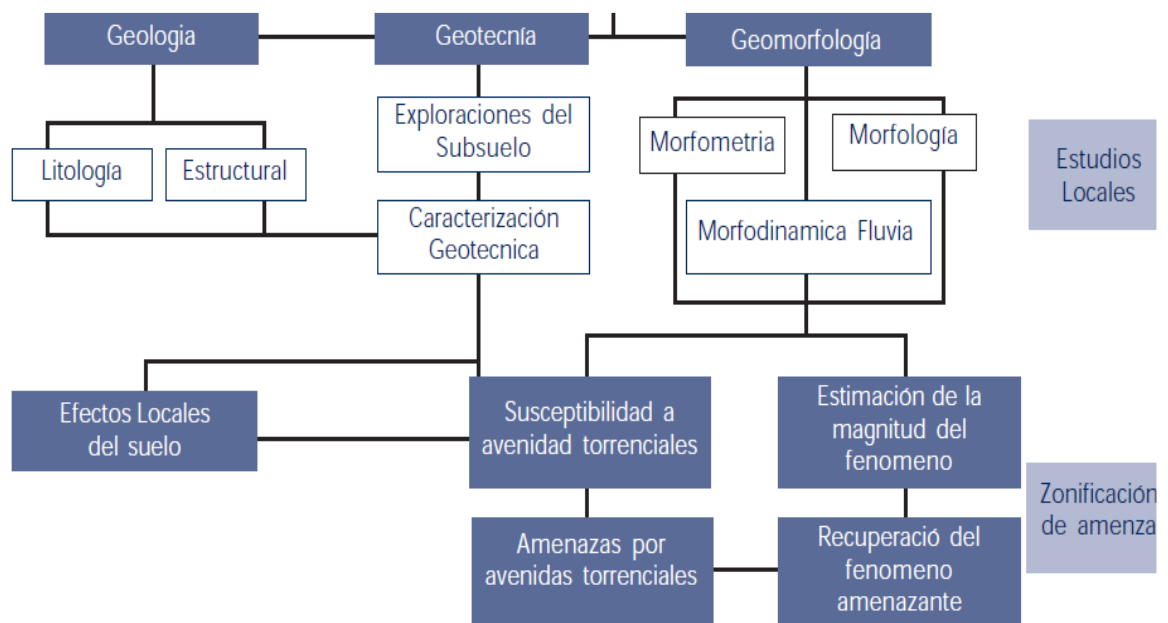 Geologia
Geotecnía
Geomorfología
Exploraciones del
Subsuelo
Morfometria
Morfología
Litología
Estructural
Estudios
Locales
Caracterización
Geotecnica
Morfodinamica Fluvia
Efectos Locales
del suelo
Susceptibilidad a
avenidad torrenciales
Estimación de la
magnitud del
fenomeno
Zonificación
de amenza
Amenazas por
avenidas torrenciales
Recuperació del
fenomeno
amenazante